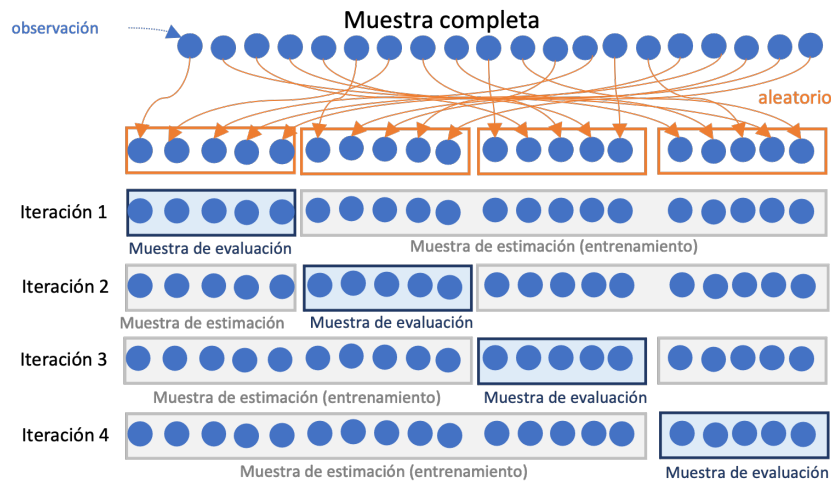 Muestra completa
observación
aleatorio
Iteración 1
Muestra de evaluación
Muestra de estimación (entrenamiento)
Iteración 2
Muestra de estimación
Muestra de evaluación
Iteración 3
Muestra de estimación (entrenamiento)
Muestra de evaluación
Iteración 4
Muestra de estimación (entrenamiento)
Muestra de evaluación